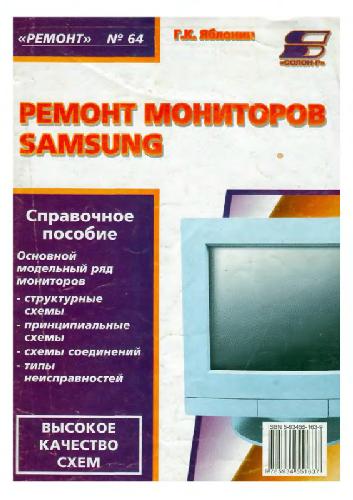 «РЕМОНТ» № 64
Г.К. Яблонин
«СОЛОН-Р»
РЕМОНТ МОНИТОРОВ
SAMSUNG
Справочное
пособие
Основной
модельный ряд
мониторов
- структурные
схемы
- принципиальные
схемы
- схемы соединений
- типы
неисправностей
ВЫСОКОЕ
КАЧЕСТВО
СХЕМ